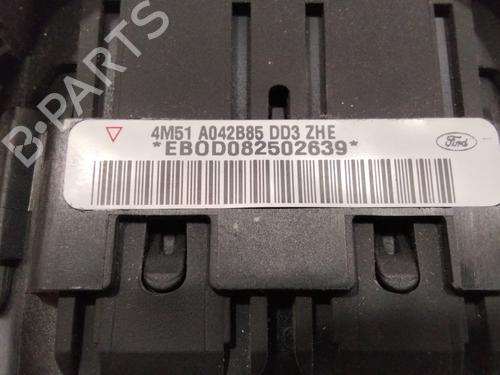 B-PARTS
4M51 A042B85 DD3 ZHE
*EBOD082502639*
Ford